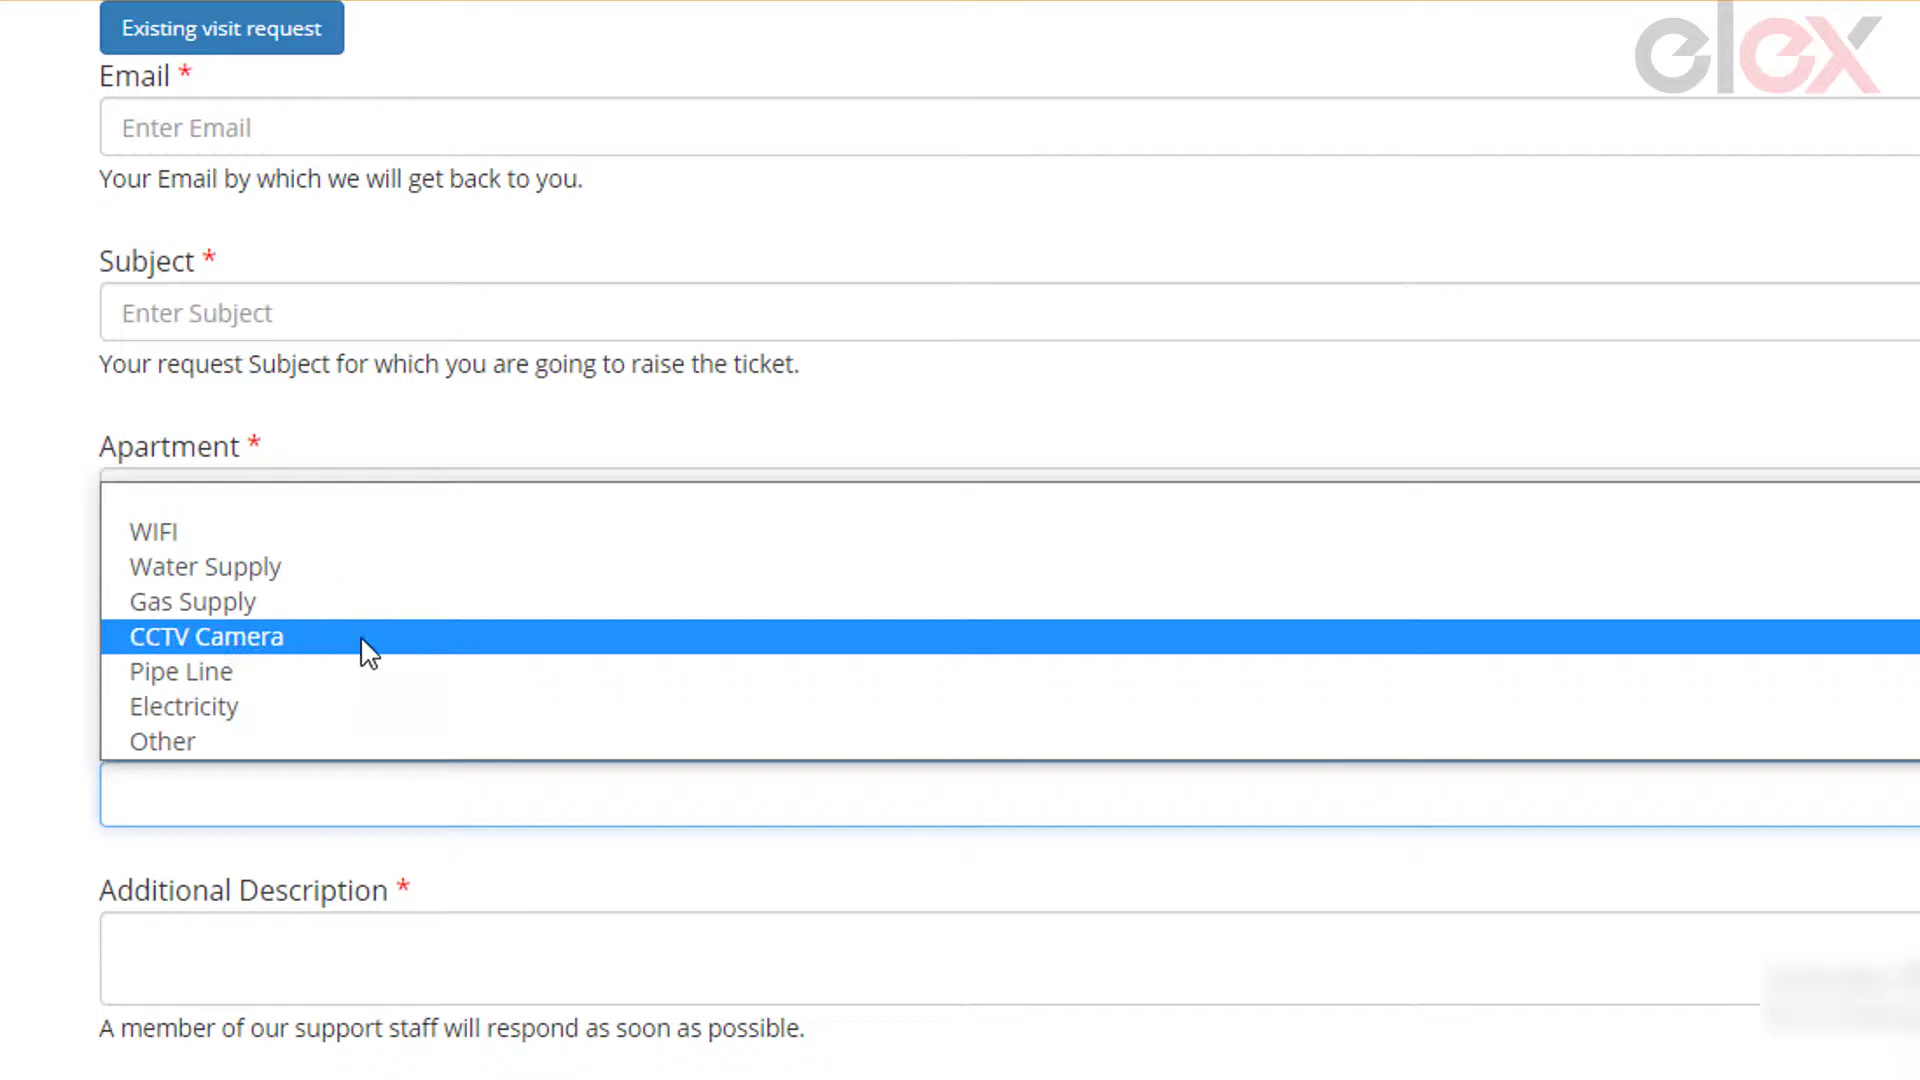 Existing visit request
elex
Email *
Enter Email
Your Email by which we will get back to you.
Subject *
Enter Subject
Your request Subject for which you are going to raise the ticket.
Apartment *
WIFI
Water Supply
Gas Supply
CCTV Camera
Pipe Line
Electricity
Other
Additional Description *
A member of our support staff will respond as soon as possible.